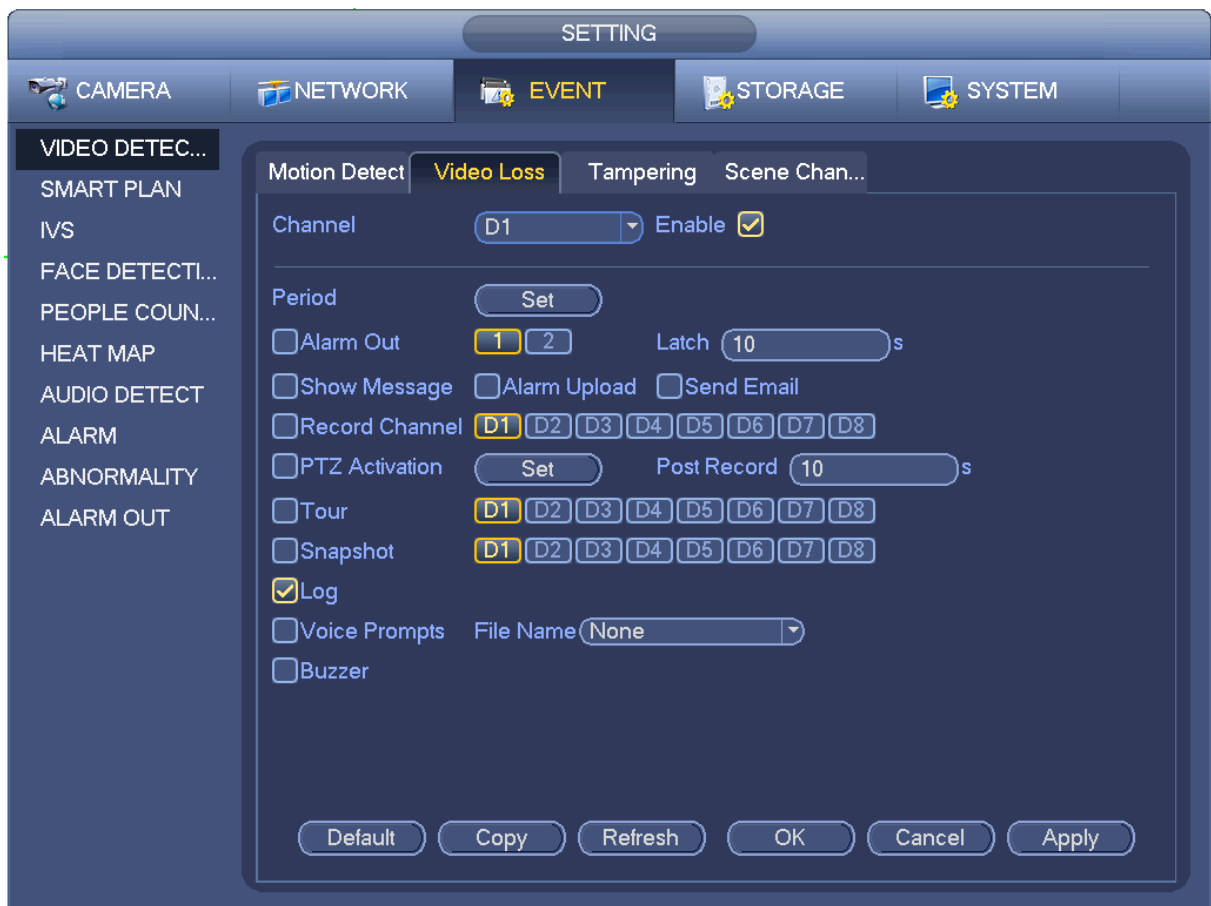 SETTING
CAMERA NETWORK EVENT STORAGE SYSTEM
VIDEO DETEC...
SMART PLAN
IVS
FACE DETECTI...
PEOPLE COUN...
HEAT MAP
AUDIO DETECT
ALARM
ABNORMALITY
ALARM OUT
Motion Detect Video Loss Tampering Scene Chan...
Channel D1 Enable
Period Set
Alarm Out 1 2 Latch 10 s
Show Message Alarm Upload Send Email
Record Channel D1 D2 D3 D4 D5 D6 D7 D8
PTZ Activation Set Post Record 10 s
Tour D1 D2 D3 D4 D5 D6 D7 D8
Snapshot D1 D2 D3 D4 D5 D6 D7 D8
Log
Voice Prompts File Name None
Buzzer
Default Copy Refresh OK Cancel Apply